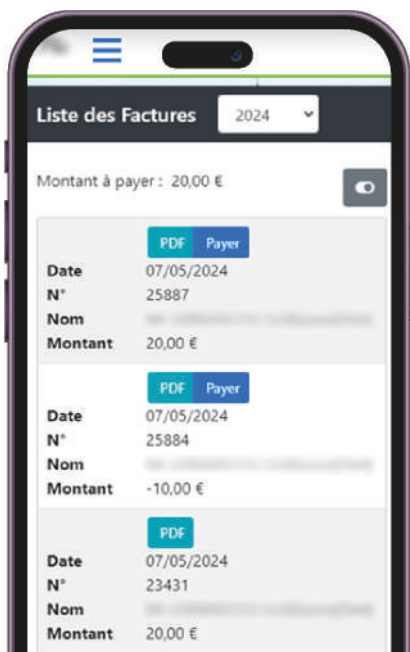 Liste des Factures 2024
Montant à payer : 20,00 €
PDF Payer
Date 07/05/2024
N° 25887
Nom
Montant 20,00 €
PDF Payer
Date 07/05/2024
N° 25884
Nom
Montant -10,00 €
PDF
Date 07/05/2024
N° 23431
Nom
Montant 20,00 €